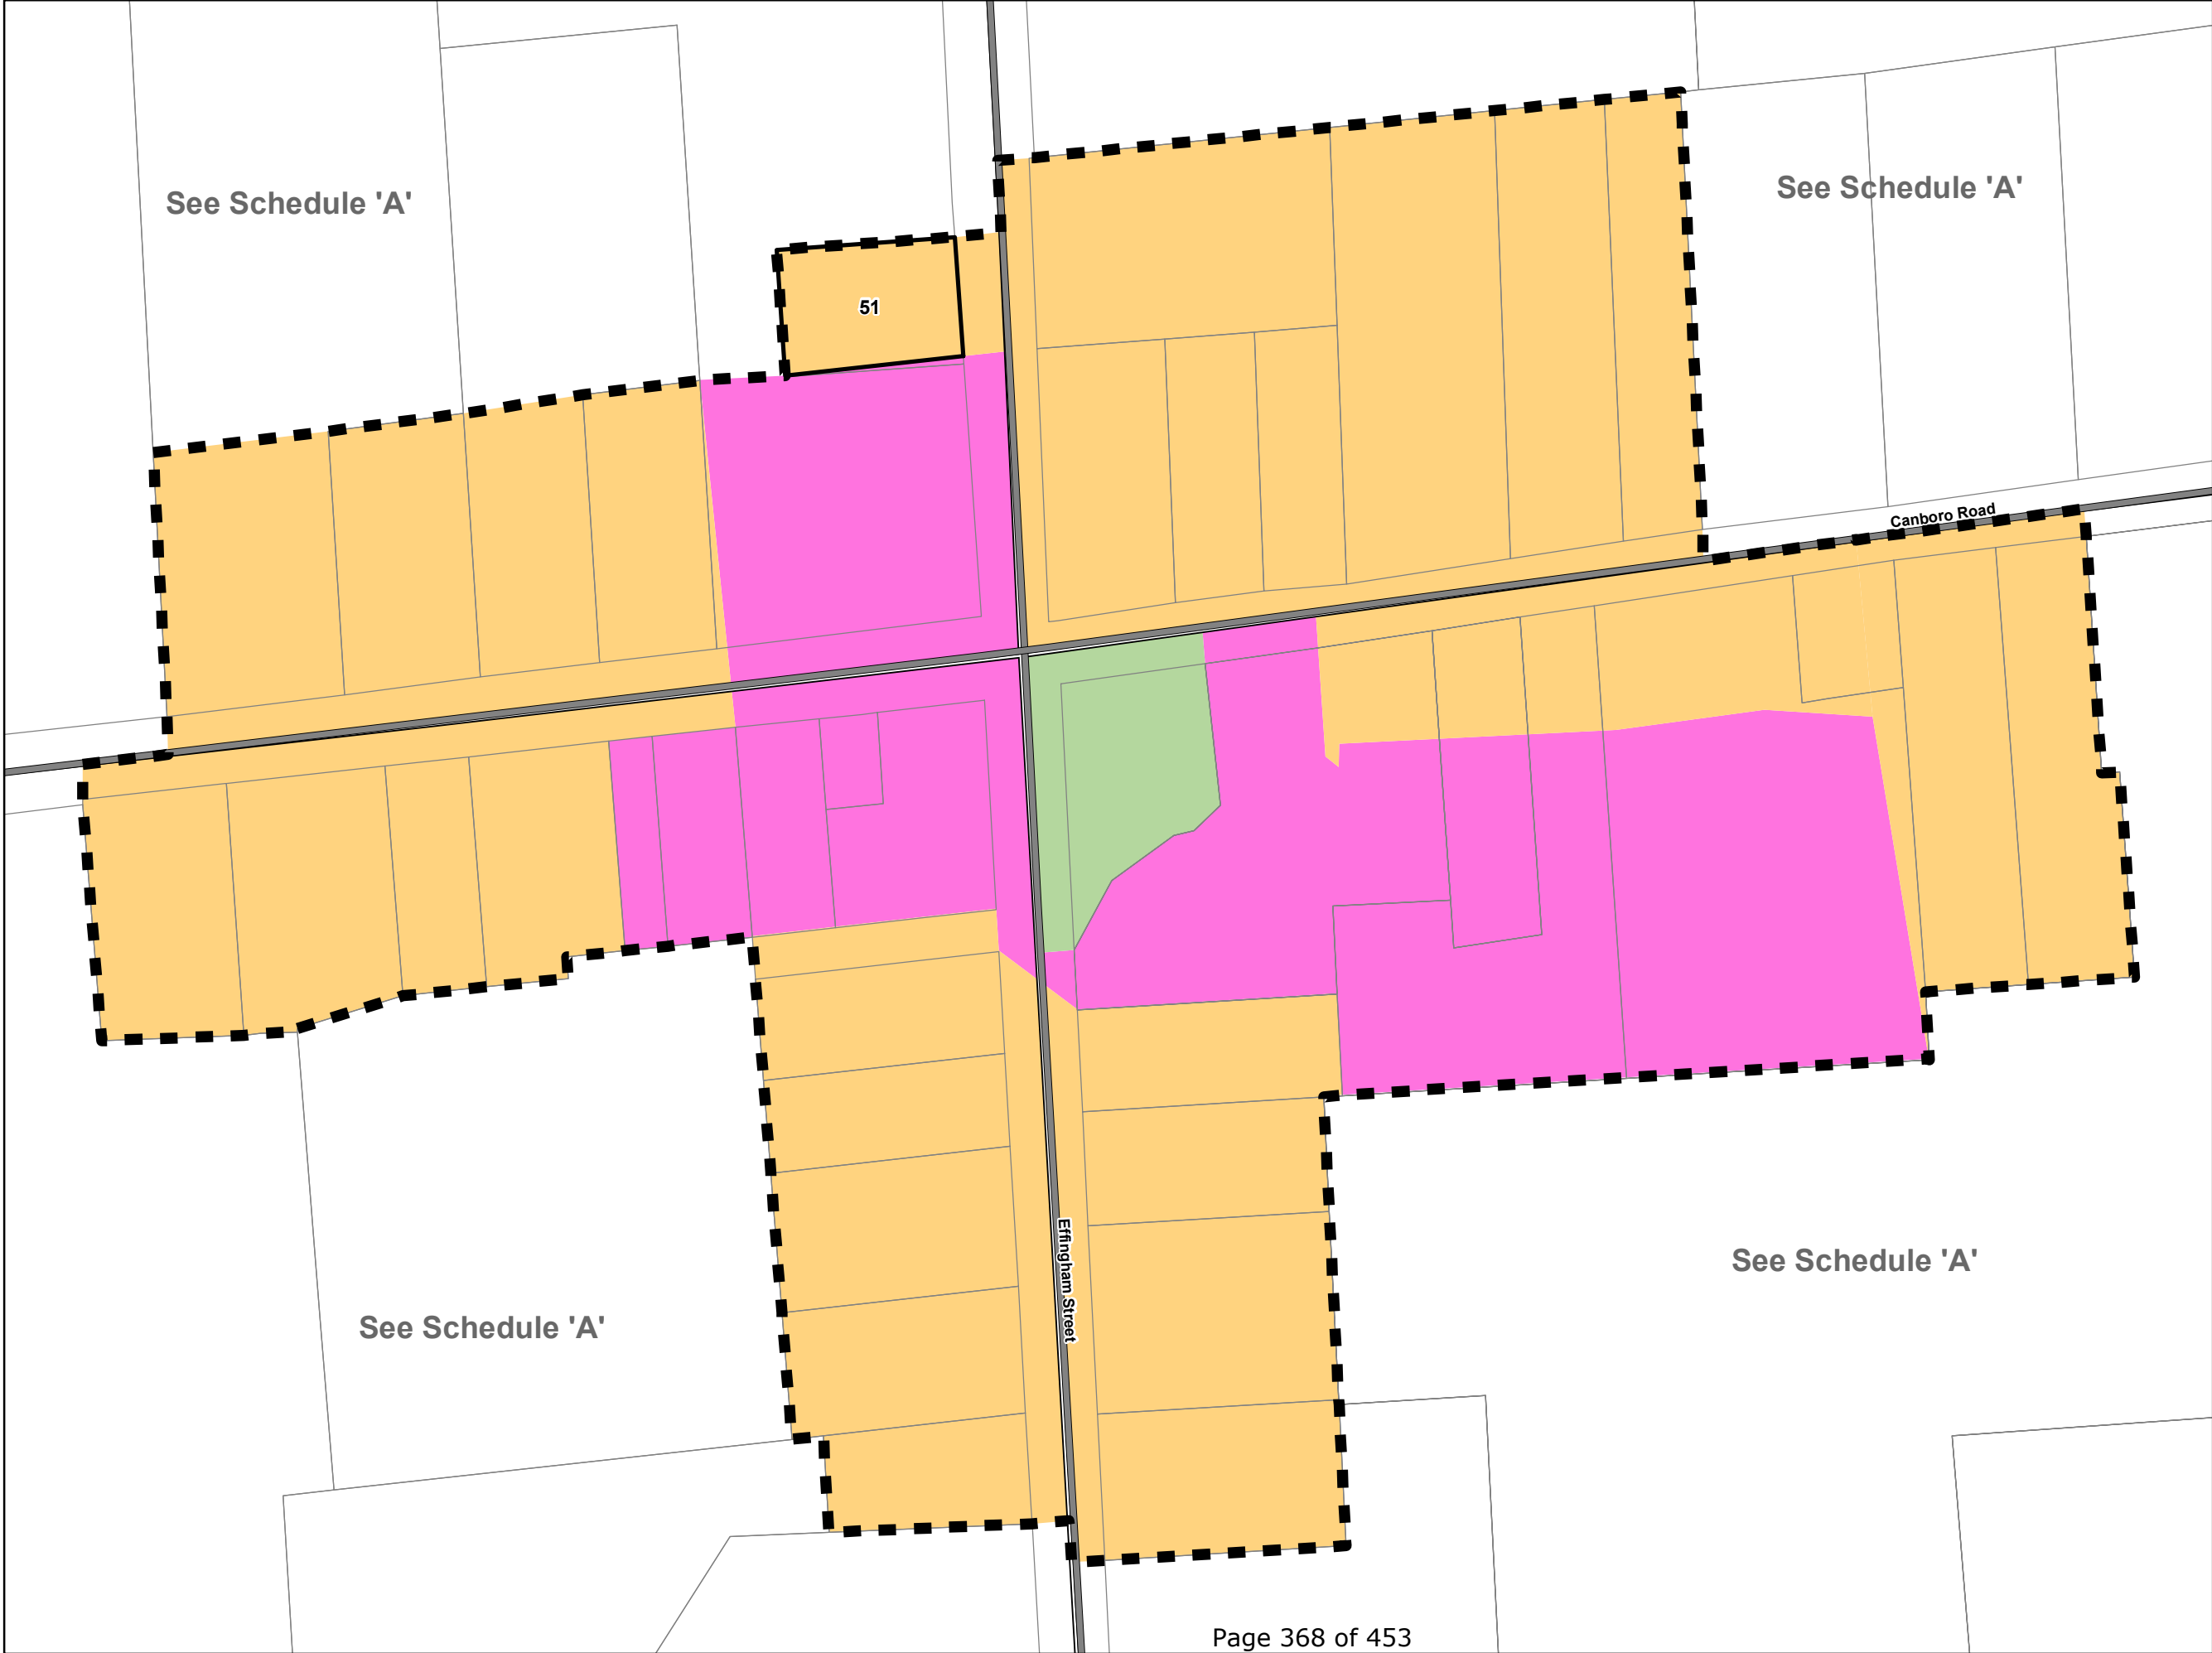 See Schedule 'A'
See Schedule 'A'
51
Canboro Road
Effingham Street
See Schedule 'A'
See Schedule 'A'
Page 368 of 453